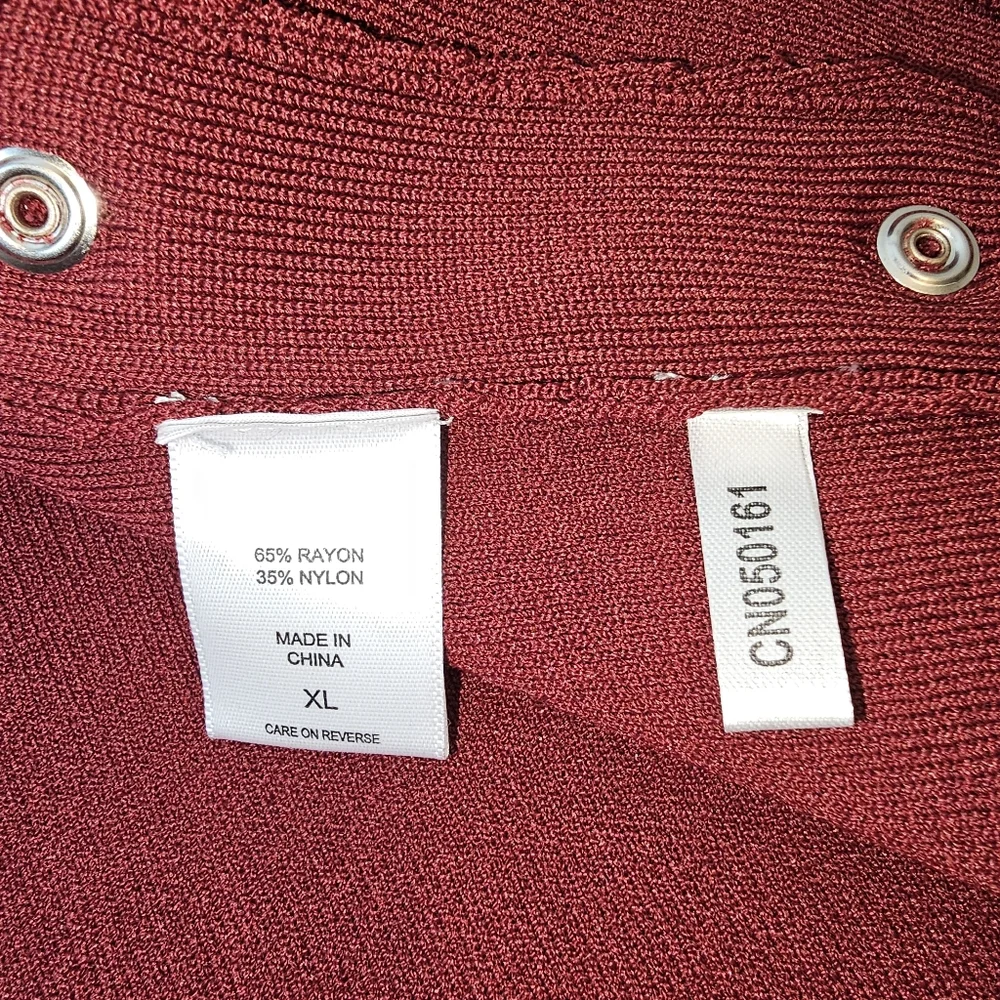 65% RAYON
35% NYLON
MADE IN
CHINA
XL
CARE ON REVERSE
CN050161